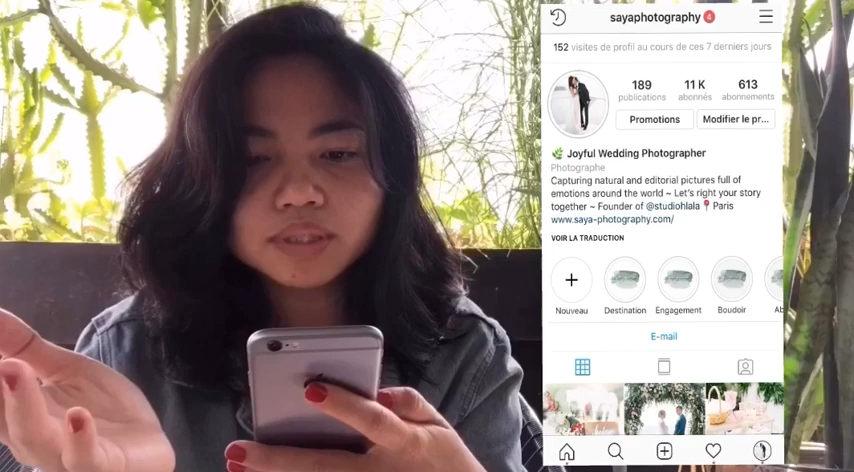 sayaphotography 4
152 visites de profil au cours de ces 7 derniers jours
189 11 K 613
publications abonnés abonnements
Promotions Modifier le pr...
Joyful Wedding Photographer
Photographe
Capturing natural and editorial pictures full of
emotions around the world ~ Let's right your story
together ~ Founder of @studiohlala 📍 Paris
www.saya-photography.com/
VOIR LA TRADUCTION
Nouveau Destination Engagement Boudoir Ab
E-mail